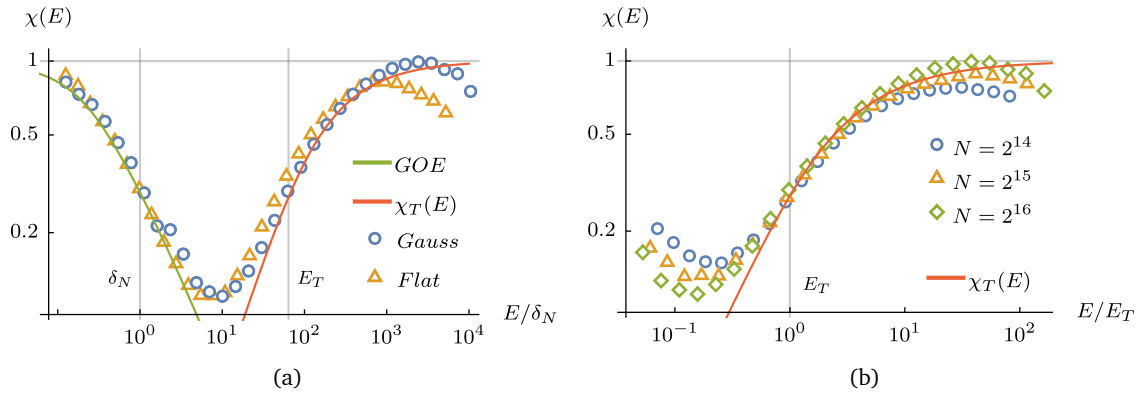 χ(E)
1
0.5
0.2
δ_N
E_T
GOE
χ_T(E)
Gauss
Flat
10^0
10^1
10^2
10^3
10^4
E/δ_N
(a)
χ(E)
1
0.5
0.2
E_T
N = 2^14
N = 2^15
N = 2^16
χ_T(E)
10^-1
10^0
10^1
10^2
E/E_T
(b)